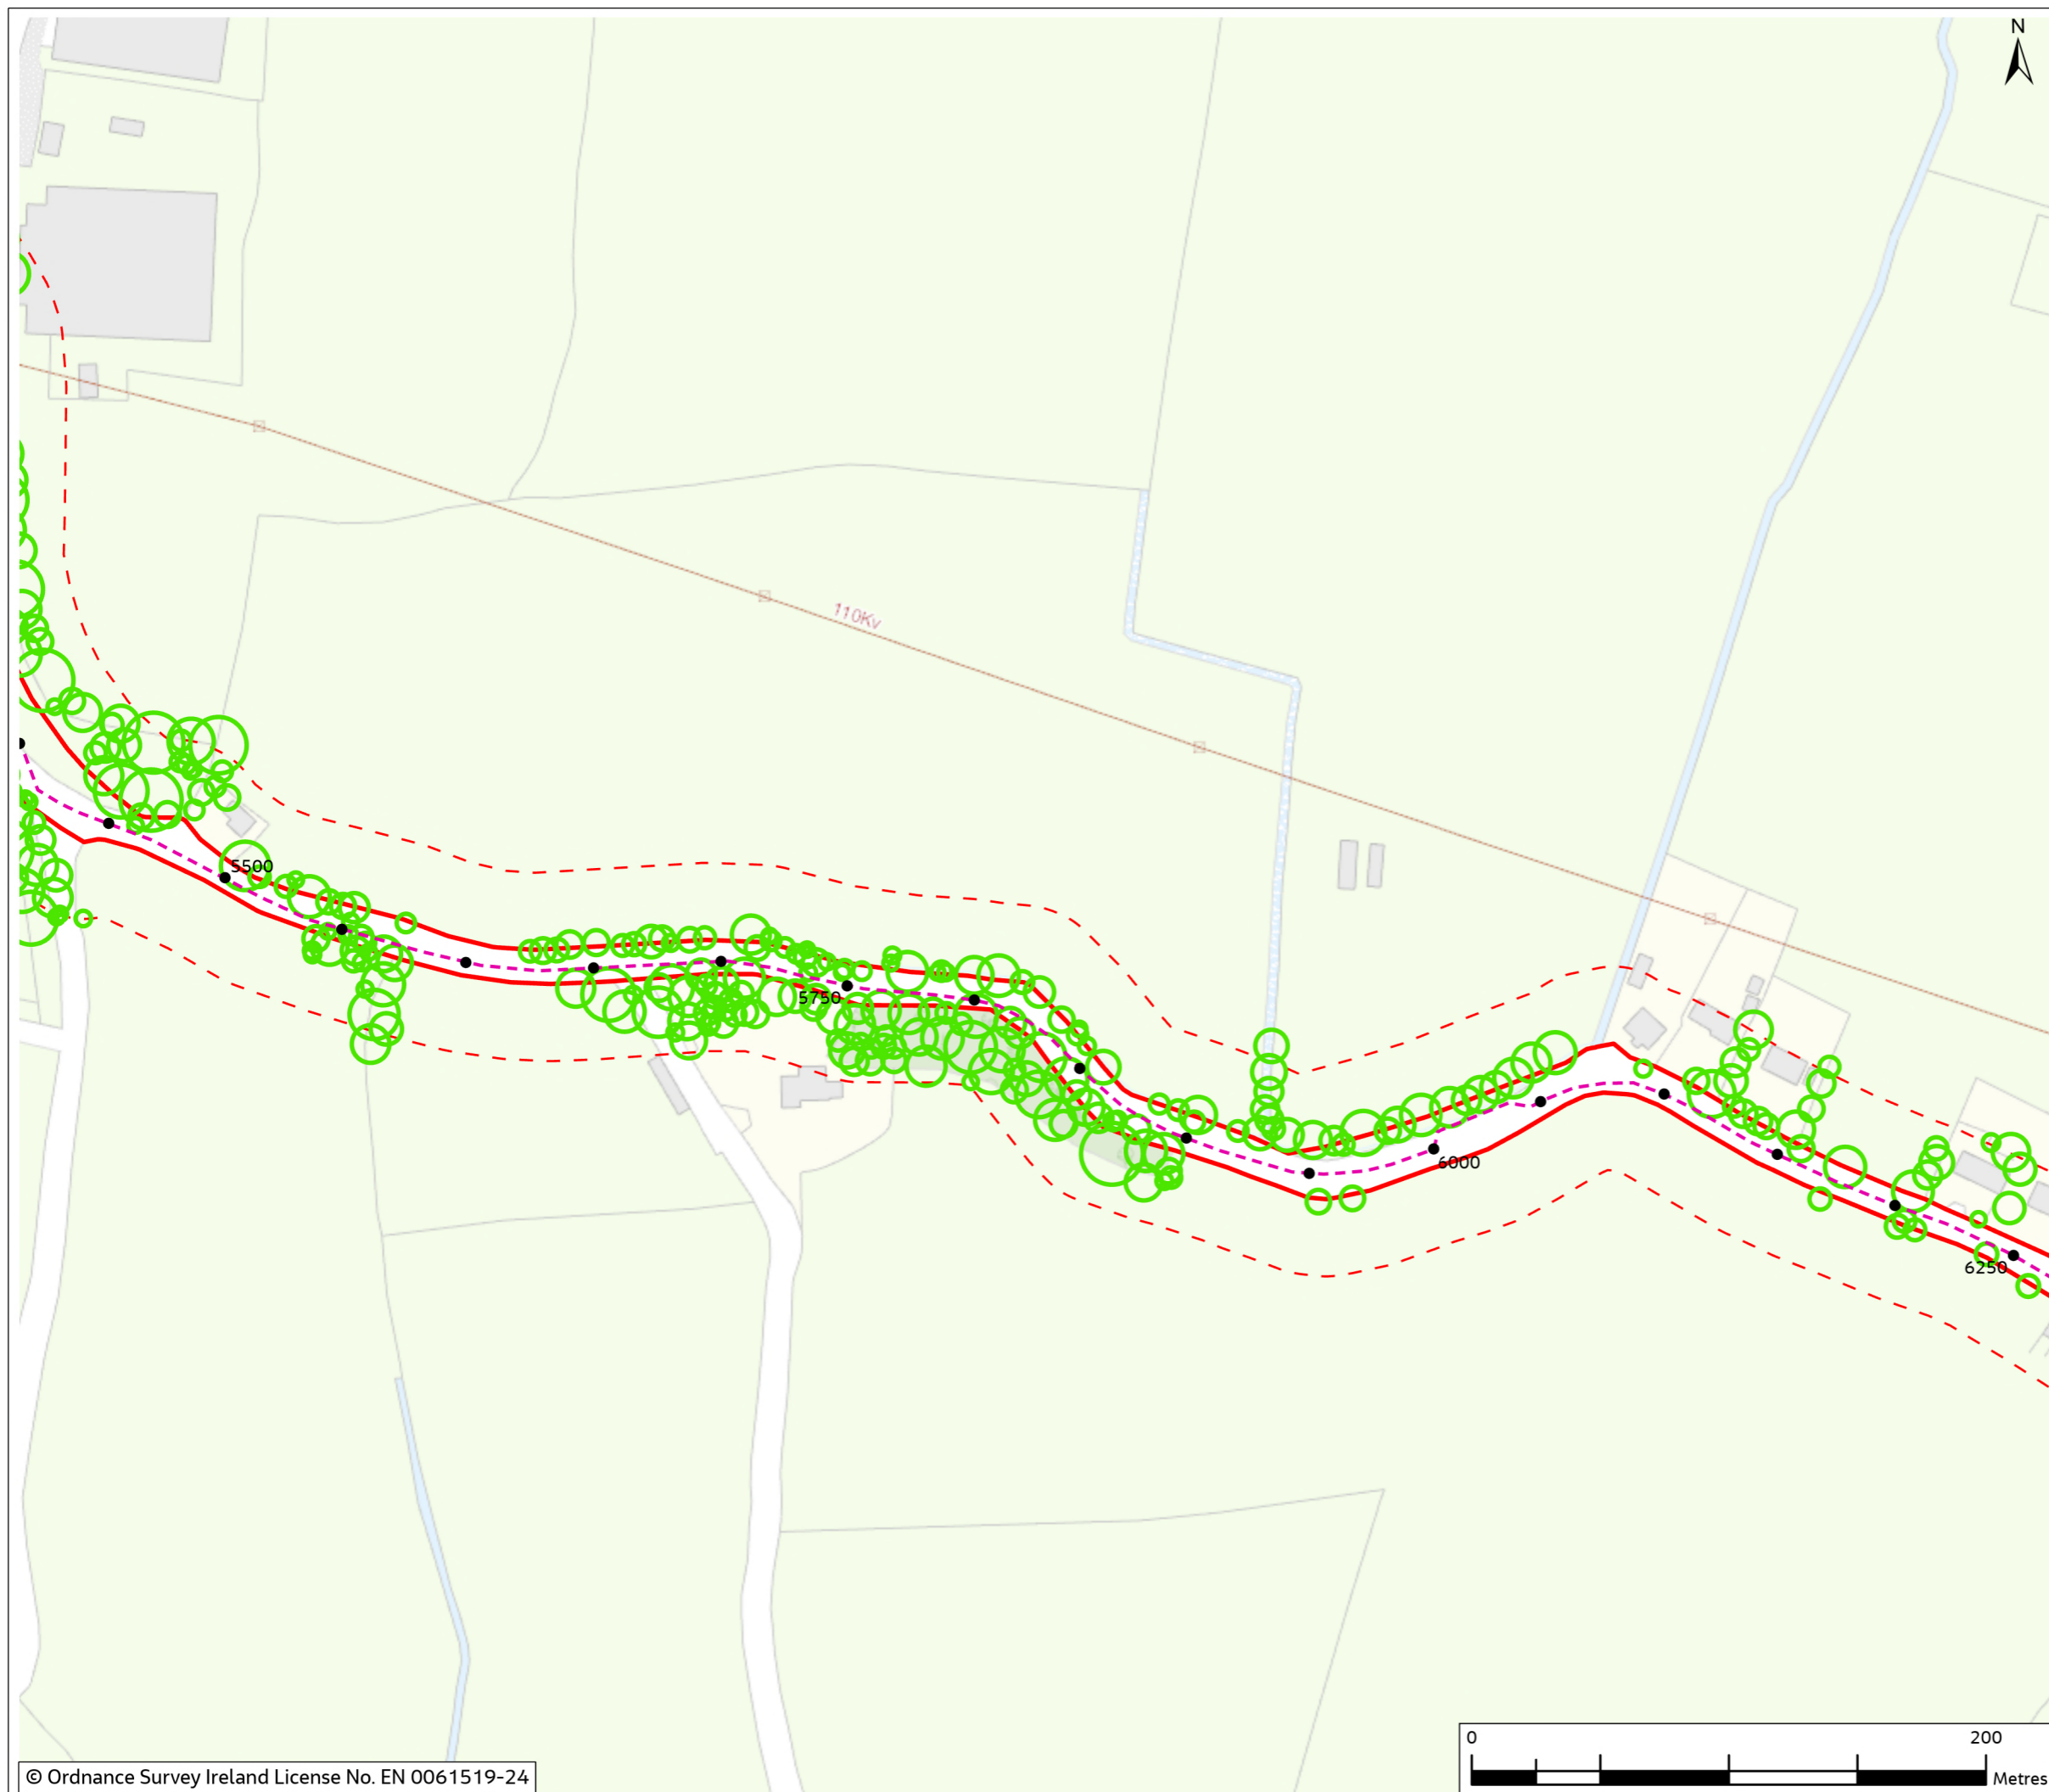 N
110Kv
5500
5750
6000
6250
0 200
Metres
© Ordnance Survey Ireland License No. EN 0061519-24